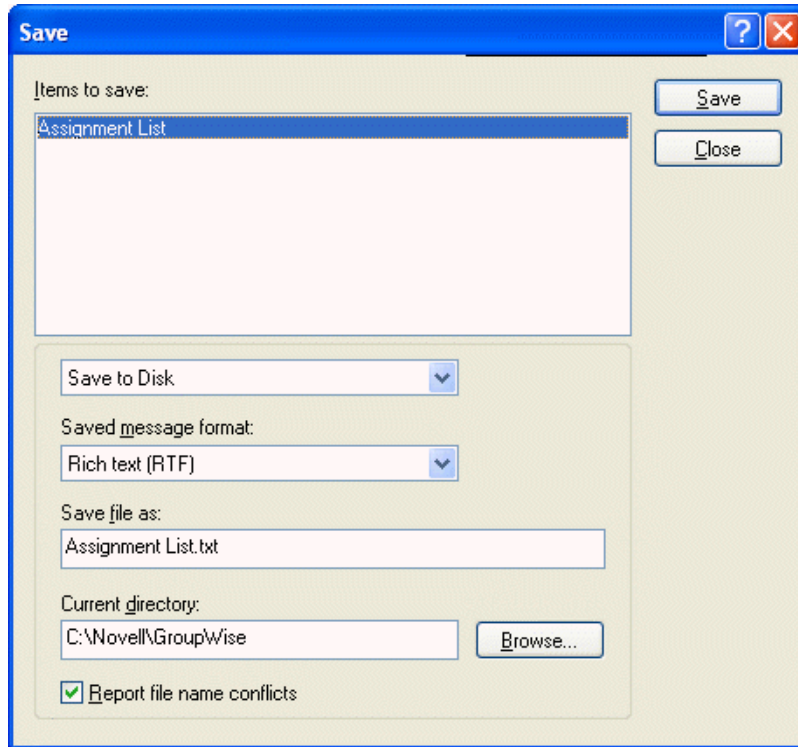 Save
Items to save:
Assignment List
Save
Close
Save to Disk
Saved message format:
Rich text (RTF)
Save file as:
Assignment List.txt
Current directory:
C:\Novell\GroupWise
Browse...
Report file name conflicts